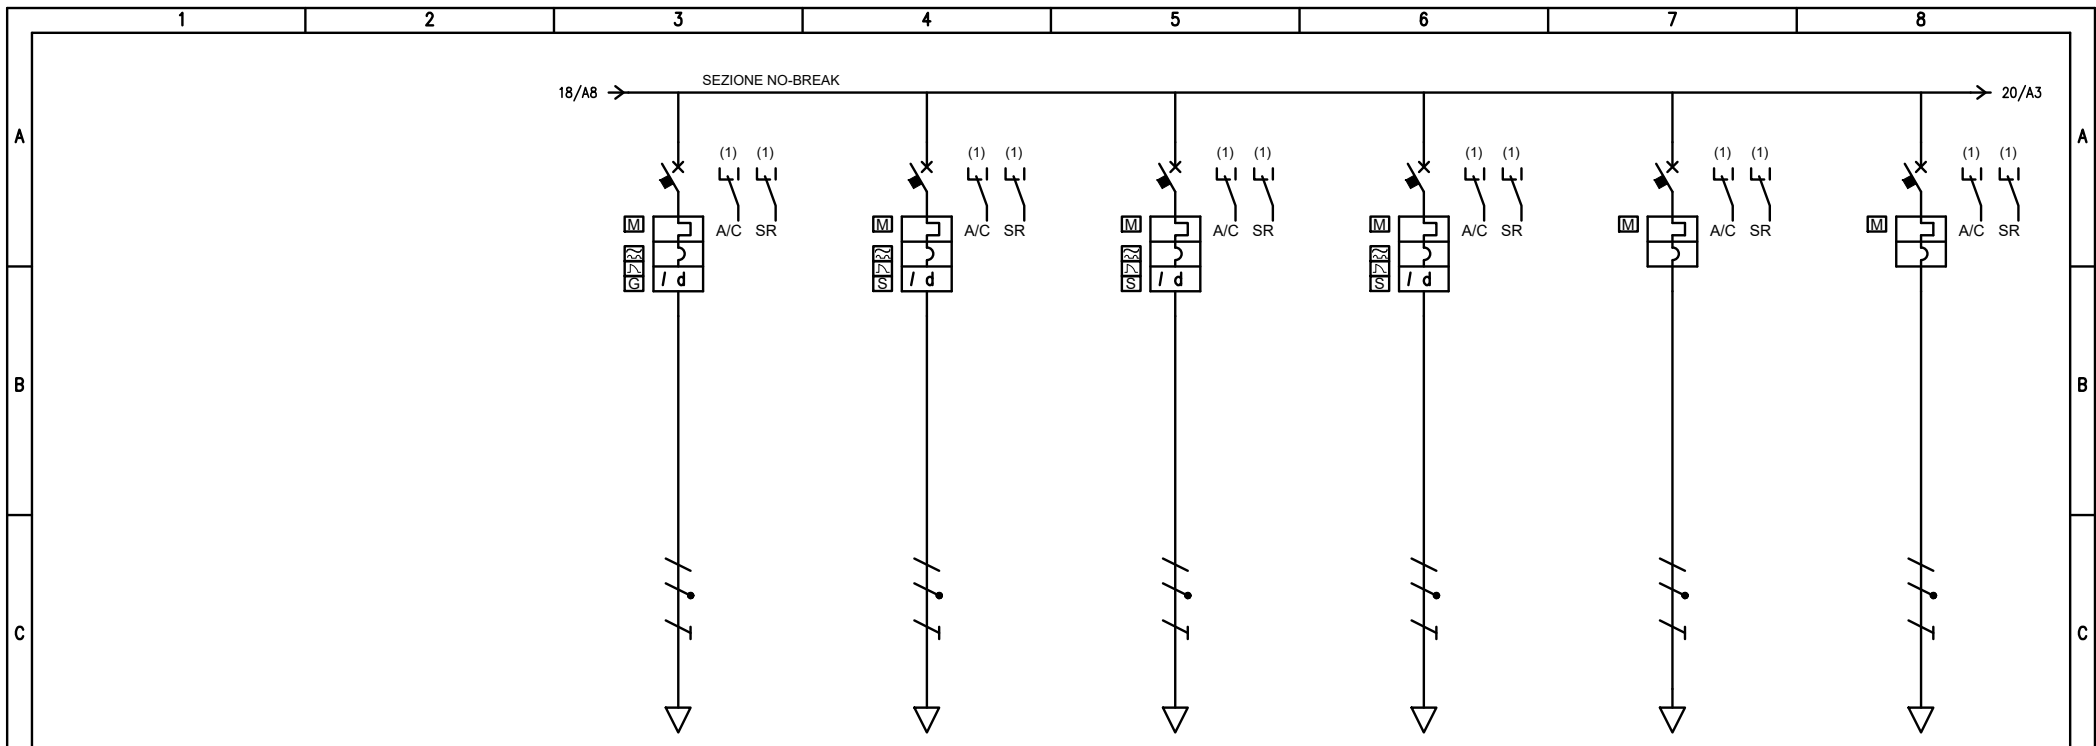 1 2 3 4 5 6 7 8
SEZIONE NO-BREAK
18/A8 20/A3
A A
(1) (1) (1) (1) (1) (1) (1) (1) (1) (1) (1) (1)
M A/C SR M A/C SR M A/C SR M A/C SR M A/C SR M A/C SR
G I d S I d S I d S I d
B B
C C